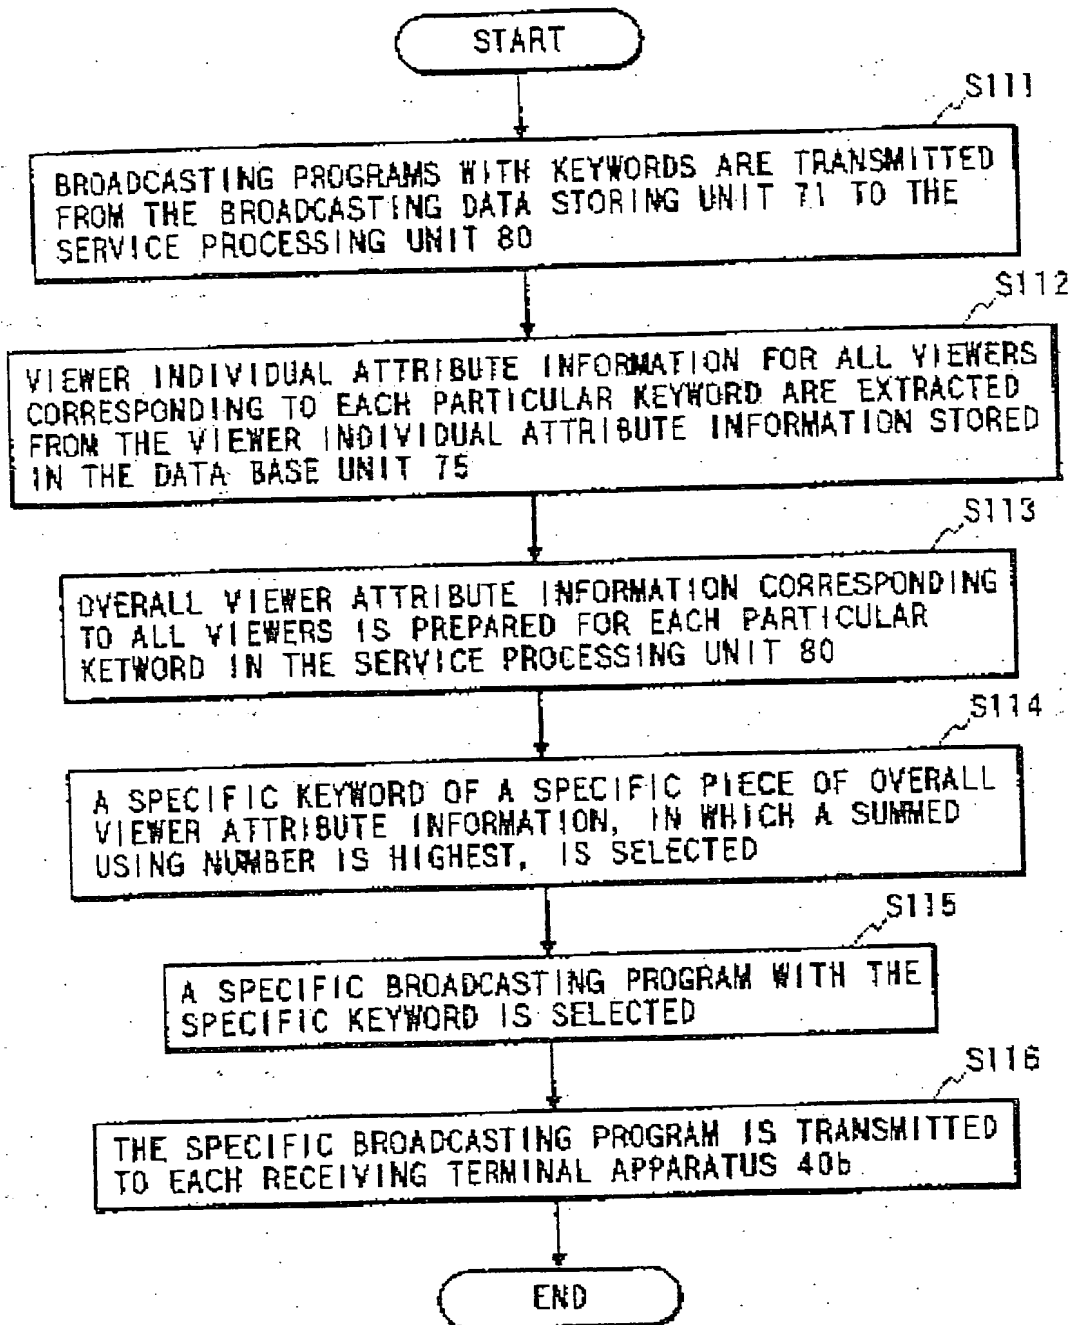 START
S111
BROADCASTING PROGRAMS WITH KEYWORDS ARE TRANSMITTED
FROM THE BROADCASTING DATA STORING UNIT 71 TO THE
SERVICE PROCESSING UNIT 80
S112
VIEWER INDIVIDUAL ATTRIBUTE INFORMATION FOR ALL VIEWERS
CORRESPONDING TO EACH PARTICULAR KEYWORD ARE EXTRACTED
FROM THE VIEWER INDIVIDUAL ATTRIBUTE INFORMATION STORED
IN THE DATA BASE UNIT 75
S113
OVERALL VIEWER ATTRIBUTE INFORMATION CORRESPONDING
TO ALL VIEWERS IS PREPARED FOR EACH PARTICULAR
KETWORD IN THE SERVICE PROCESSING UNIT 80
S114
A SPECIFIC KEYWORD OF A SPECIFIC PIECE OF OVERALL
VIEWER ATTRIBUTE INFORMATION, IN WHICH A SUMMED
USING NUMBER IS HIGHEST, IS SELECTED
S115
A SPECIFIC BROADCASTING PROGRAM WITH THE
SPECIFIC KEYWORD IS SELECTED
S116
THE SPECIFIC BROADCASTING PROGRAM IS TRANSMITTED
TO EACH RECEIVING TERMINAL APPARATUS 40b
END